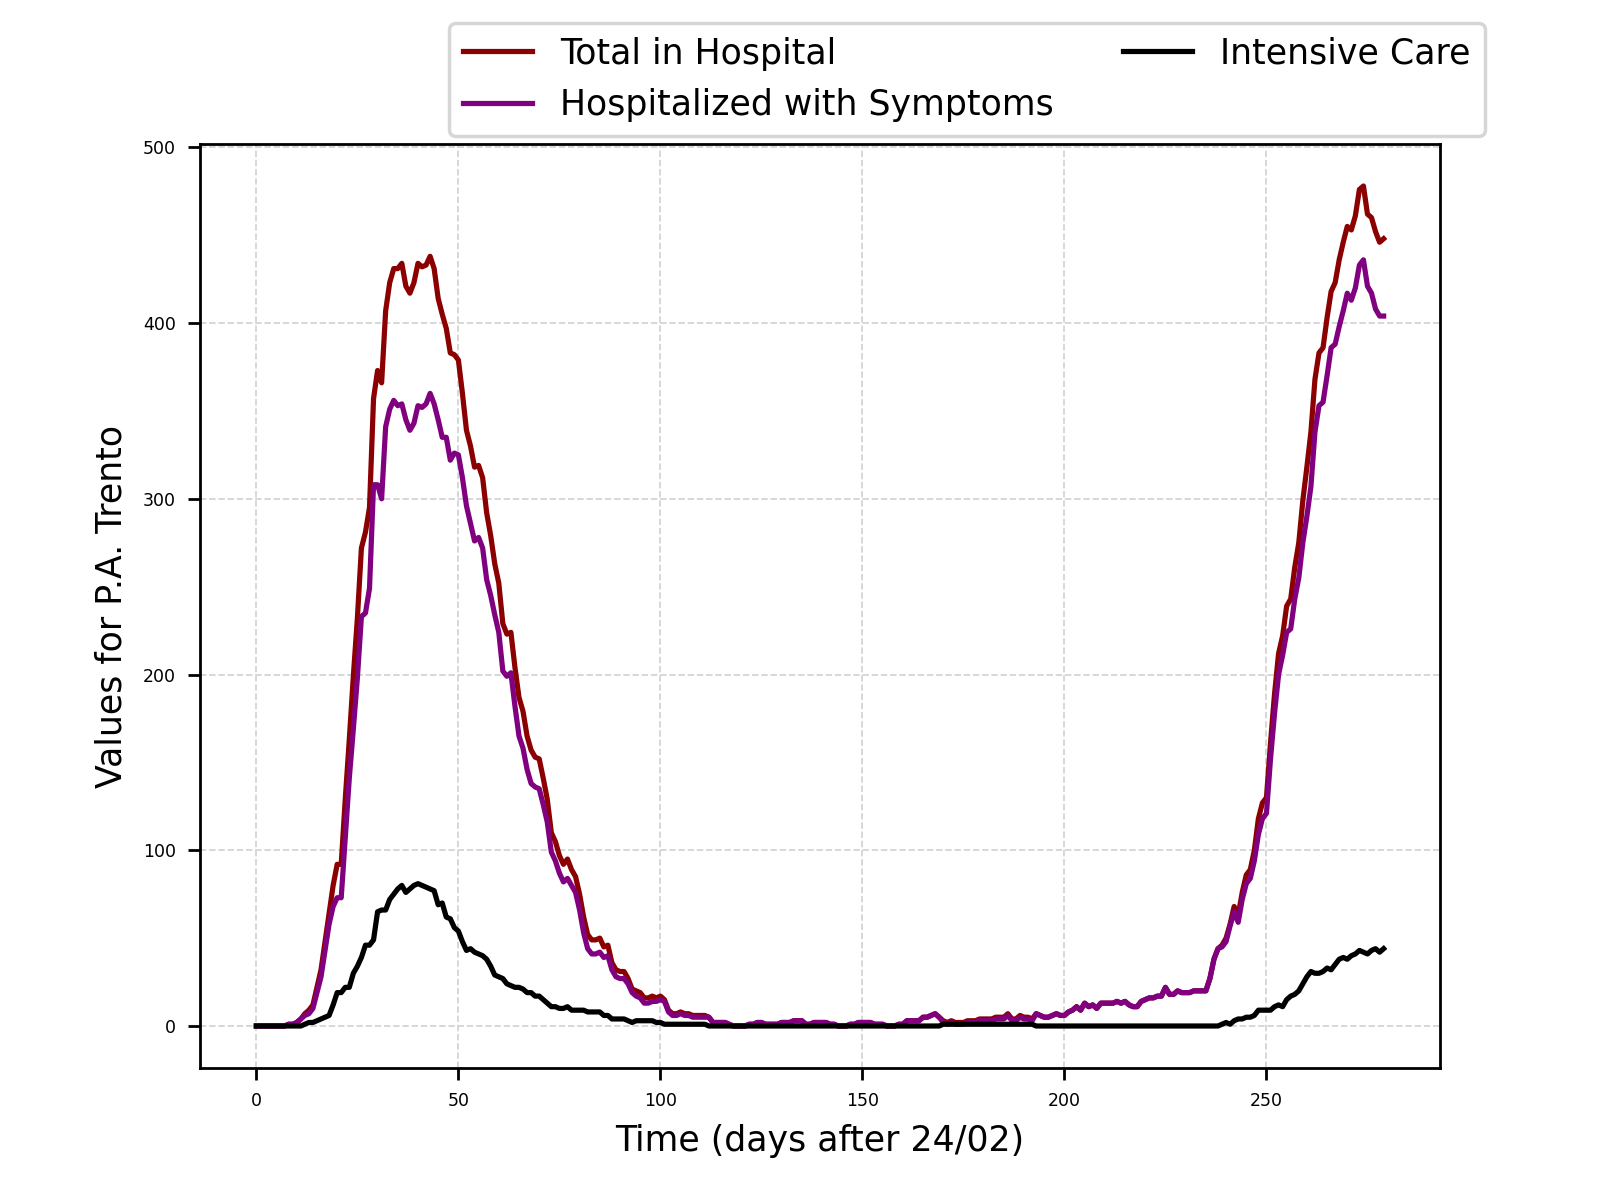 Total in Hospital
Hospitalized with Symptoms
Intensive Care
500
400
300
200
100
0
Values for P.A. Trento
0 50 100 150 200 250
Time (days after 24/02)